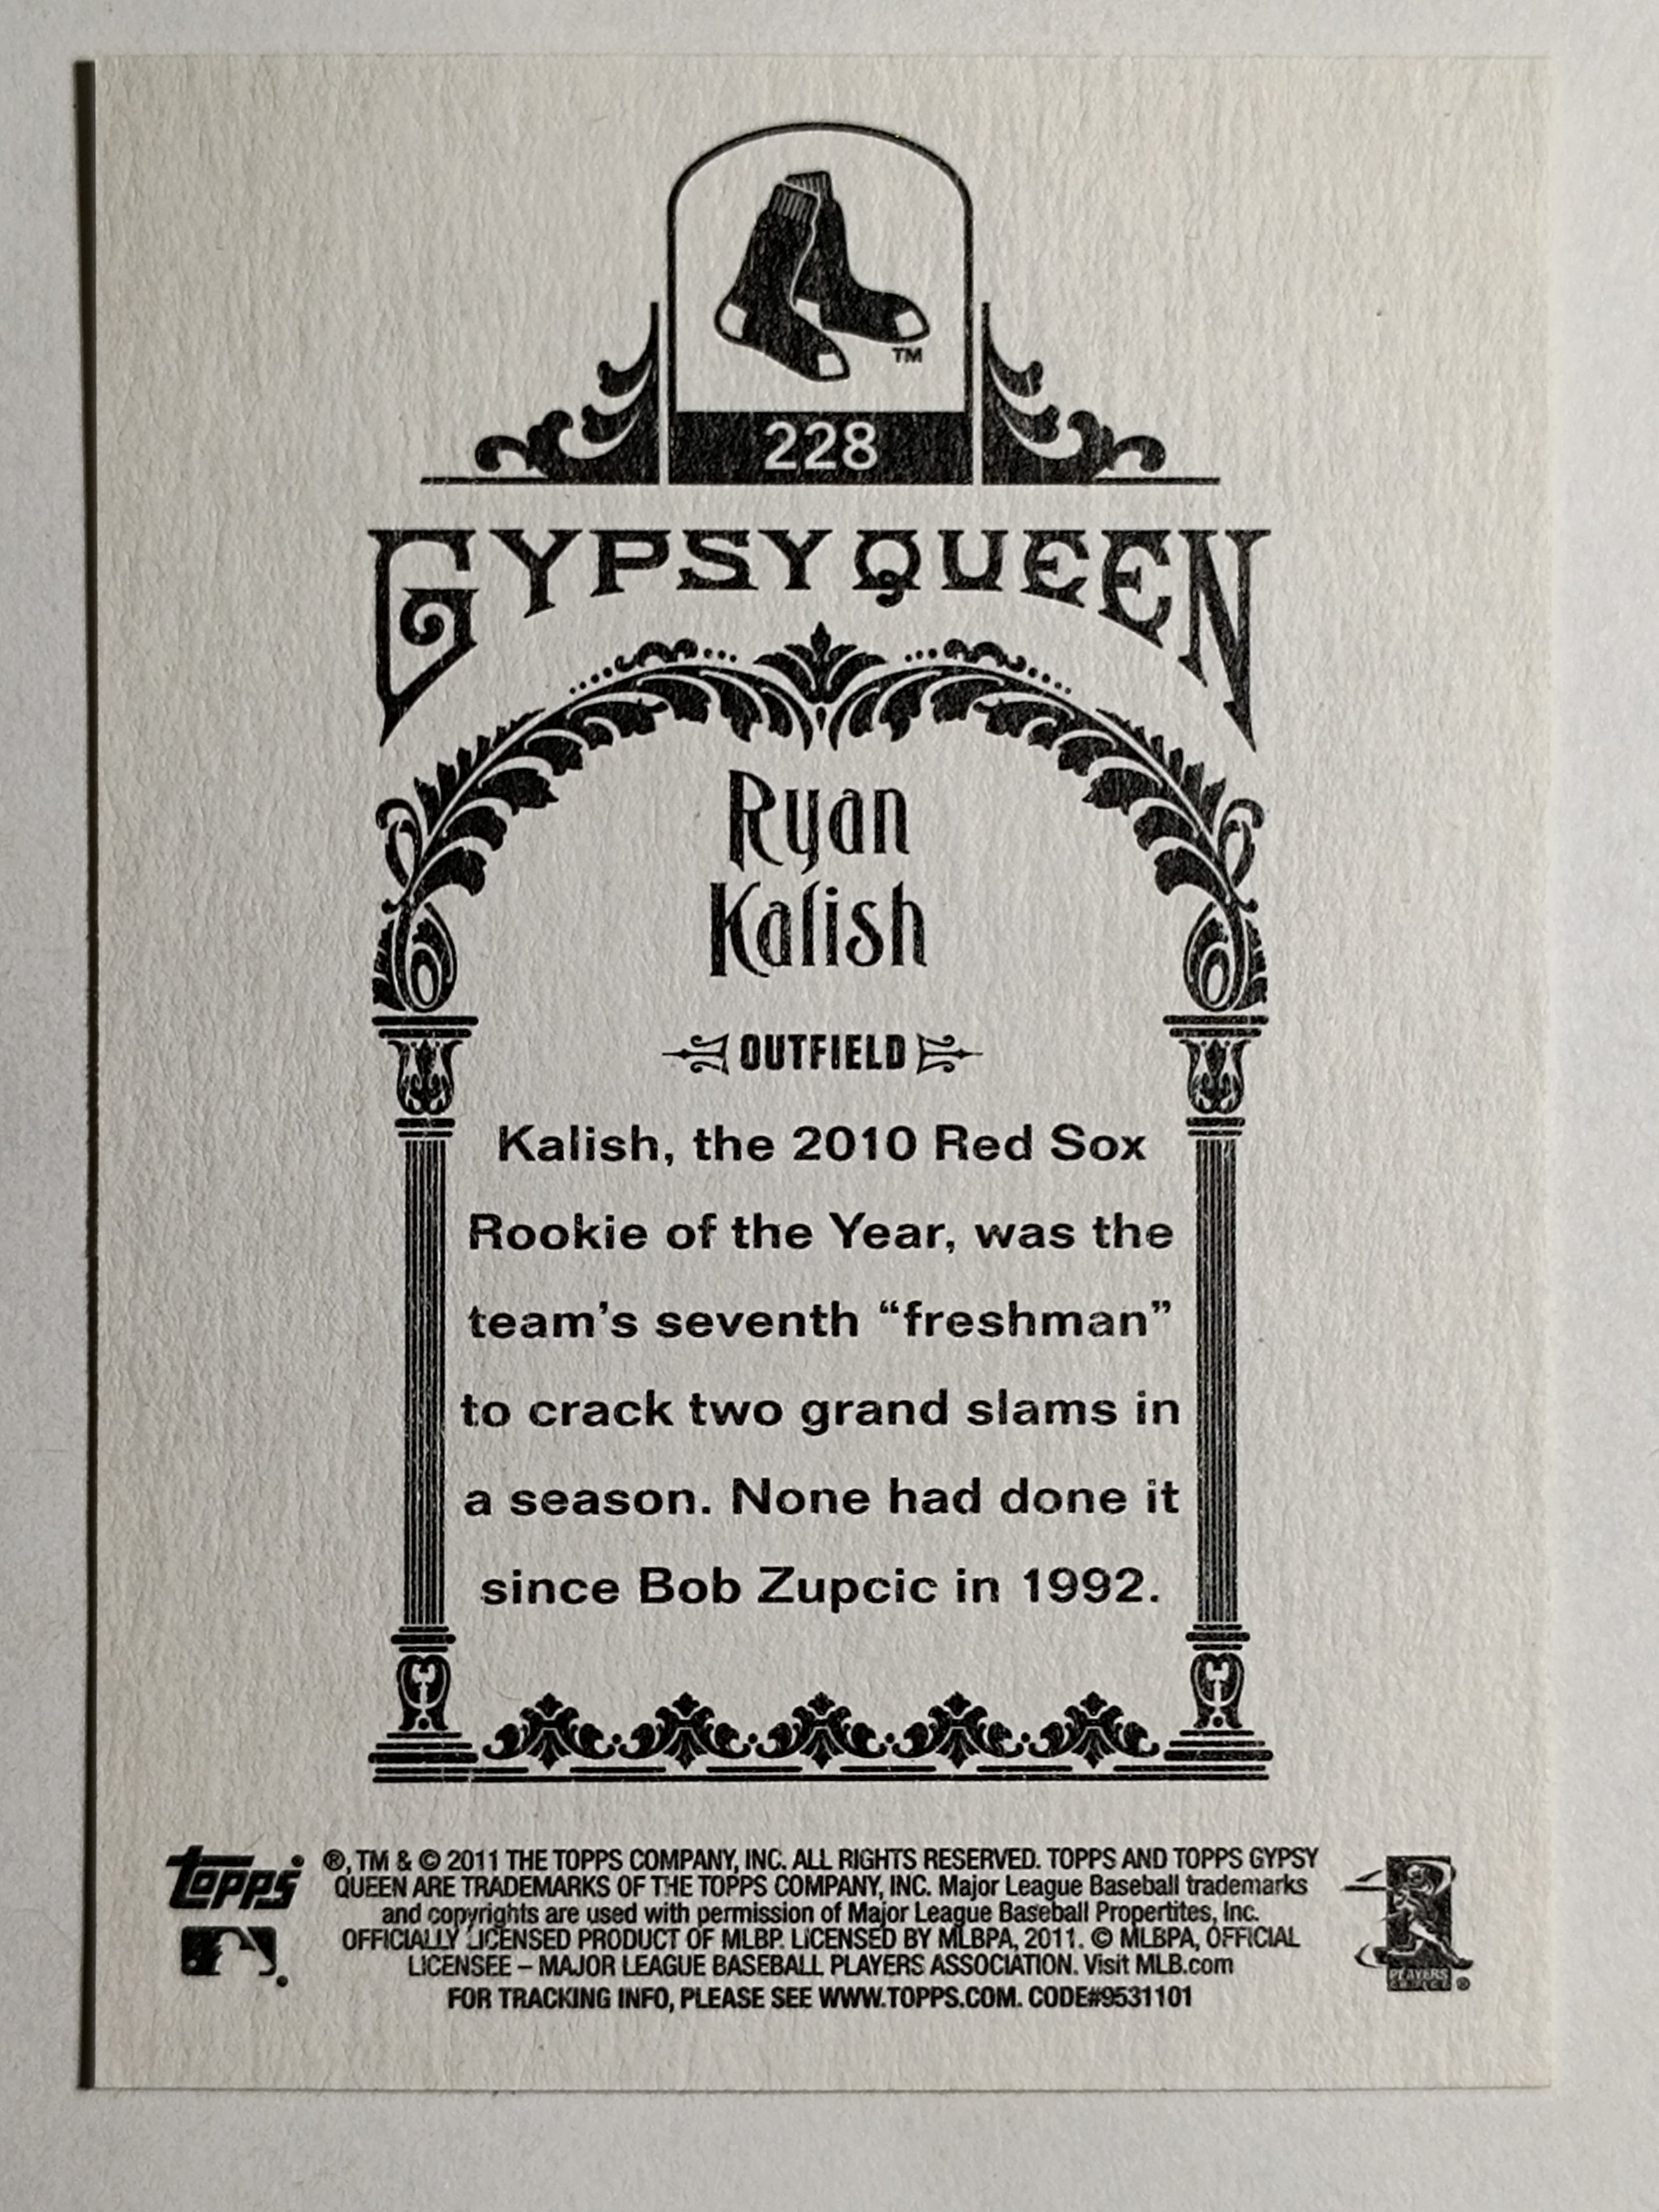 TM
228
GYPSY QUEEN
Ryan
Kalish
OUTFIELD
Kalish, the 2010 Red Sox
Rookie of the Year, was the
team's seventh “freshman”
to crack two grand slams in
a season. None had done it
since Bob Zupcic in 1992.
Topps
®, TM & © 2011 THE TOPPS COMPANY, INC. ALL RIGHTS RESERVED. TOPPS AND TOPPS GYPSY
QUEEN ARE TRADEMARKS OF THE TOPPS COMPANY, INC. Major League Baseball trademarks
and copyrights are used with permission of Major League Baseball Propertites, Inc.
OFFICIALLY LICENSED PRODUCT OF MLBP. LICENSED BY MLBPA, 2011. © MLBPA, OFFICIAL
LICENSEE – MAJOR LEAGUE BASEBALL PLAYERS ASSOCIATION. Visit MLB.com
FOR TRACKING INFO, PLEASE SEE WWW.TOPPS.COM. CODE#9531101
PLAYERS
®